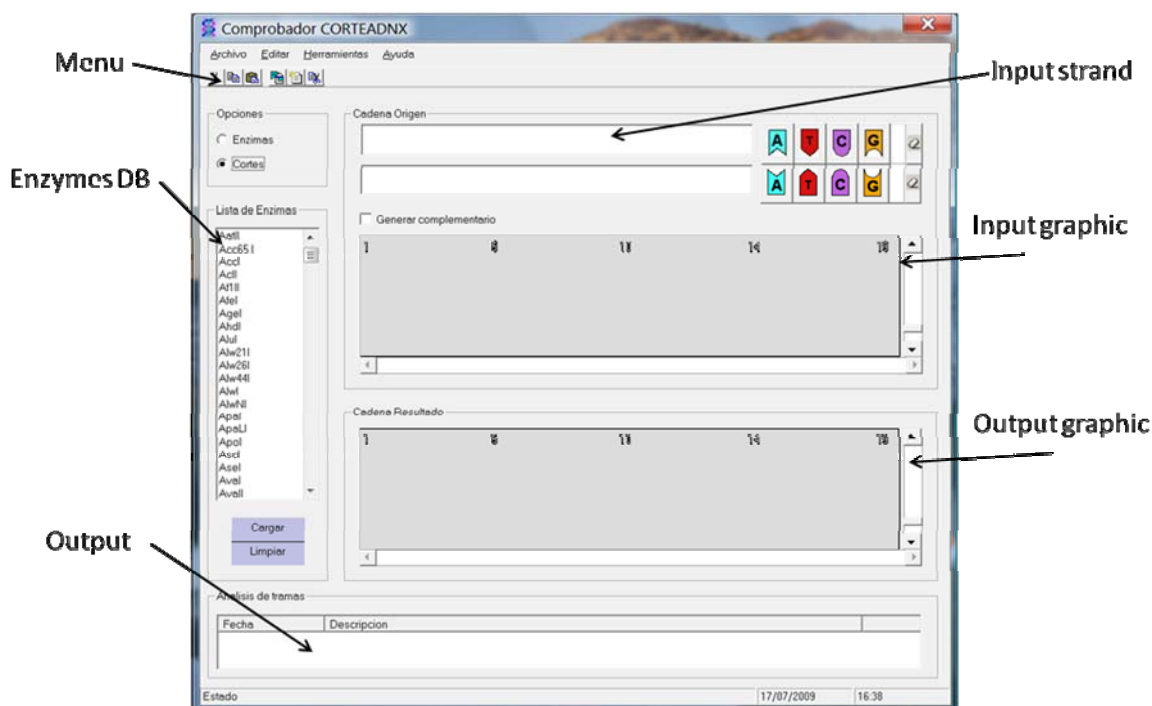 Comprobador CORTEADNX
Archivo Editar Herramientas Ayuda
Menu
Input strand
Opciones
Enzimas
Cortes
Cadena Origen
A T C G
A T C G
Enzymes DB
Generar complementario
Lista de Enzimas
AatII
Acc65 I
AccI
AclI
Af1II
AfeI
AgeI
AhdI
AluI
Alw21I
Alw26I
Alw44I
AlwI
AlwNI
ApaI
ApaLI
ApoI
AscI
AseI
AvaI
AvaII
Input graphic
1
Cadena Resultado
1
Output graphic
Cargar
Limpiar
Output
Analisis de tramas
Fecha Descripcion
Estado 17/07/2009 16:38